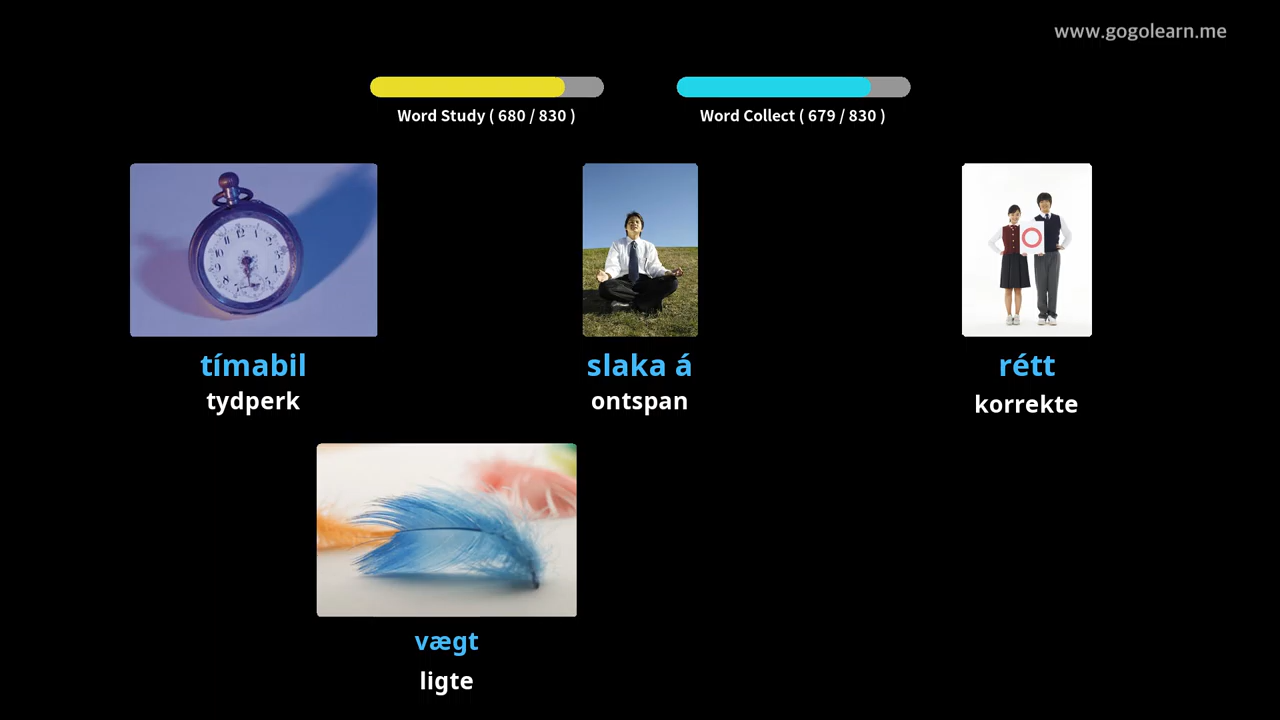 www.gogolearn.me
Word Study ( 680 / 830 )
Word Collect ( 679 / 830 )
tímabil
tydperk
slaka á
ontspan
rétt
korrekte
vægt
ligte